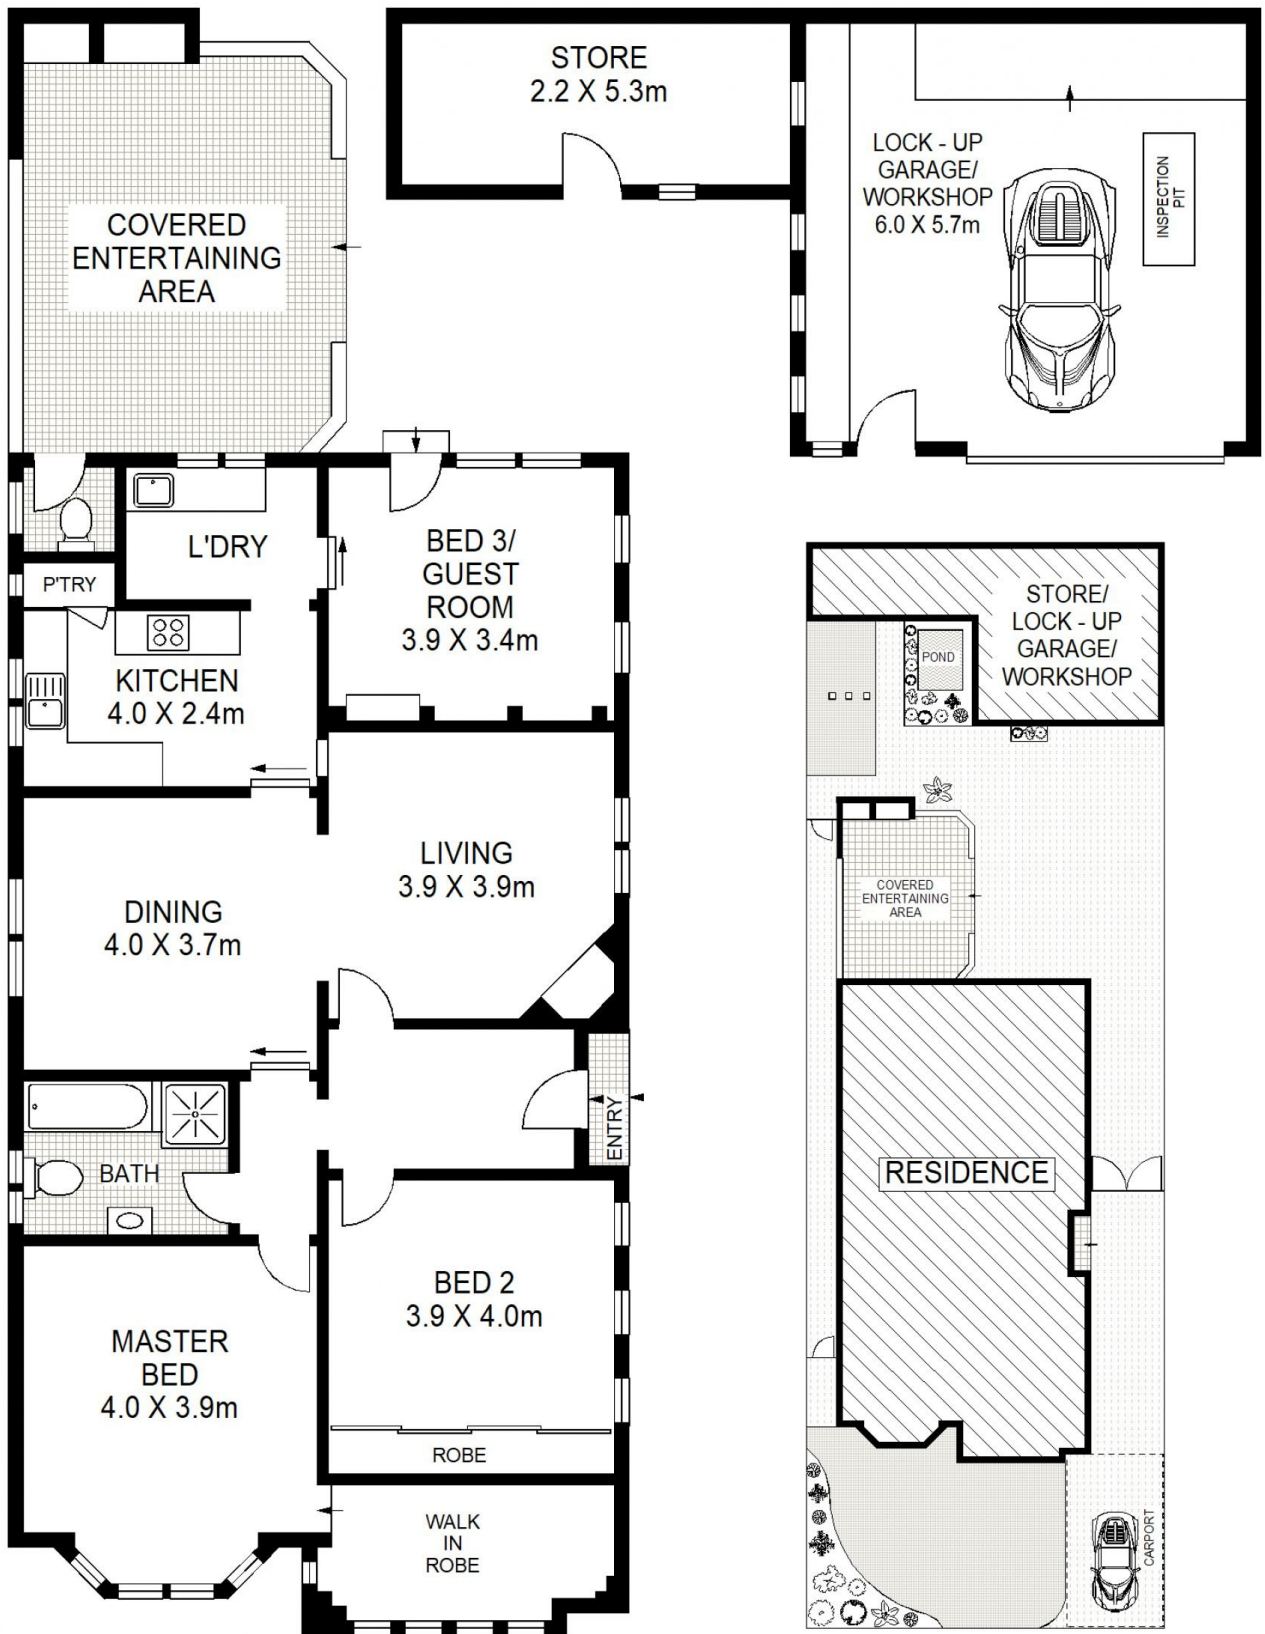 STORE
2.2 X 5.3m
LOCK - UP
GARAGE/
WORKSHOP
6.0 X 5.7m
INSPECTION
PIT
COVERED
ENTERTAINING
AREA
L'DRY
P'TRY
BED 3/
GUEST
ROOM
3.9 X 3.4m
KITCHEN
4.0 X 2.4m
LIVING
3.9 X 3.9m
DINING
4.0 X 3.7m
ENTRY
BATH
BED 2
3.9 X 4.0m
MASTER
BED
4.0 X 3.9m
ROBE
WALK
IN
ROBE
STORE/
LOCK - UP
GARAGE/
WORKSHOP
POND
COVERED
ENTERTAINING
AREA
RESIDENCE
CARPORT